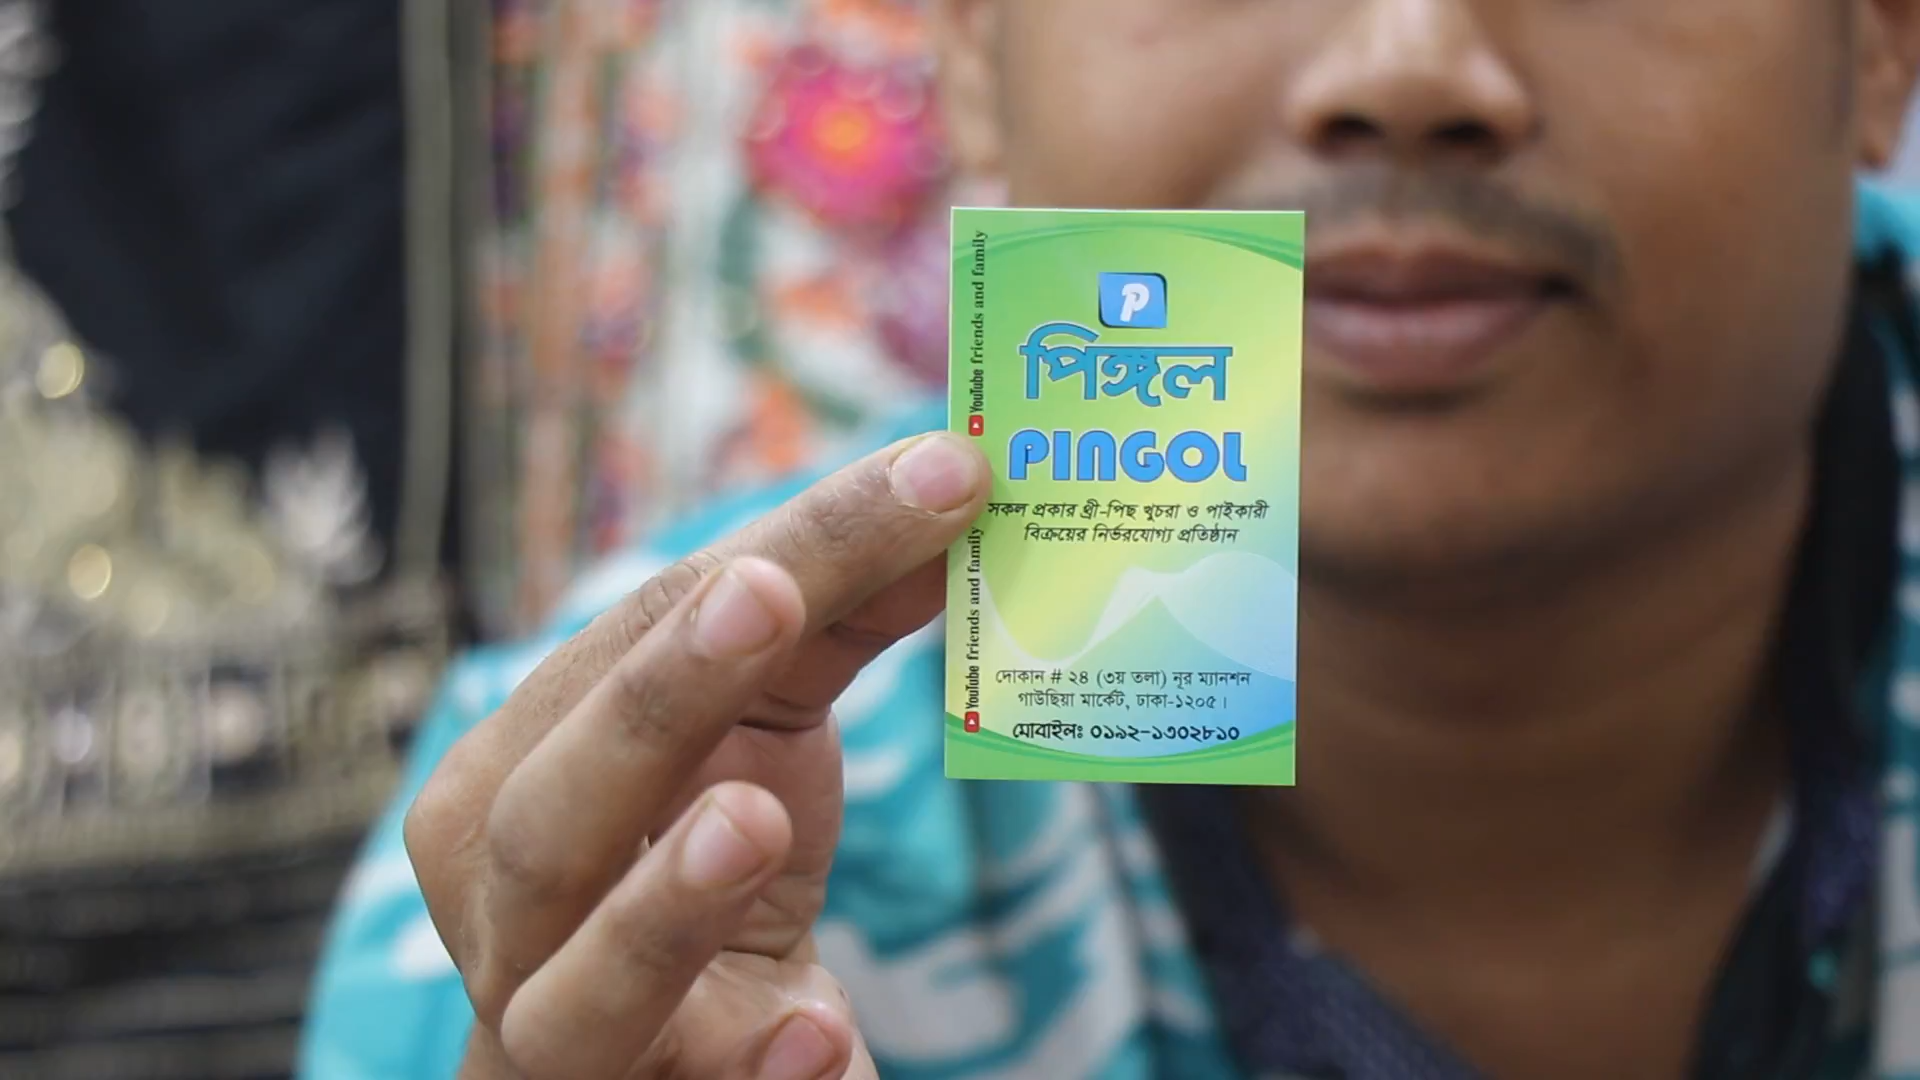 P
পিঙ্গল
PINGOL
সকল প্রকার থ্রী-পিছ খুচরা ও পাইকারী
বিক্রয়ের নির্ভরযোগ্য প্রতিষ্ঠান
দোকান # ২৪ (৩য় তলা) নূর ম্যানশন
গাউছিয়া মার্কেট, ঢাকা-১২০৫।
মোবাইলঃ ০১৯২-১৩০২৮১০
YouTube friends and family
YouTube friends and family